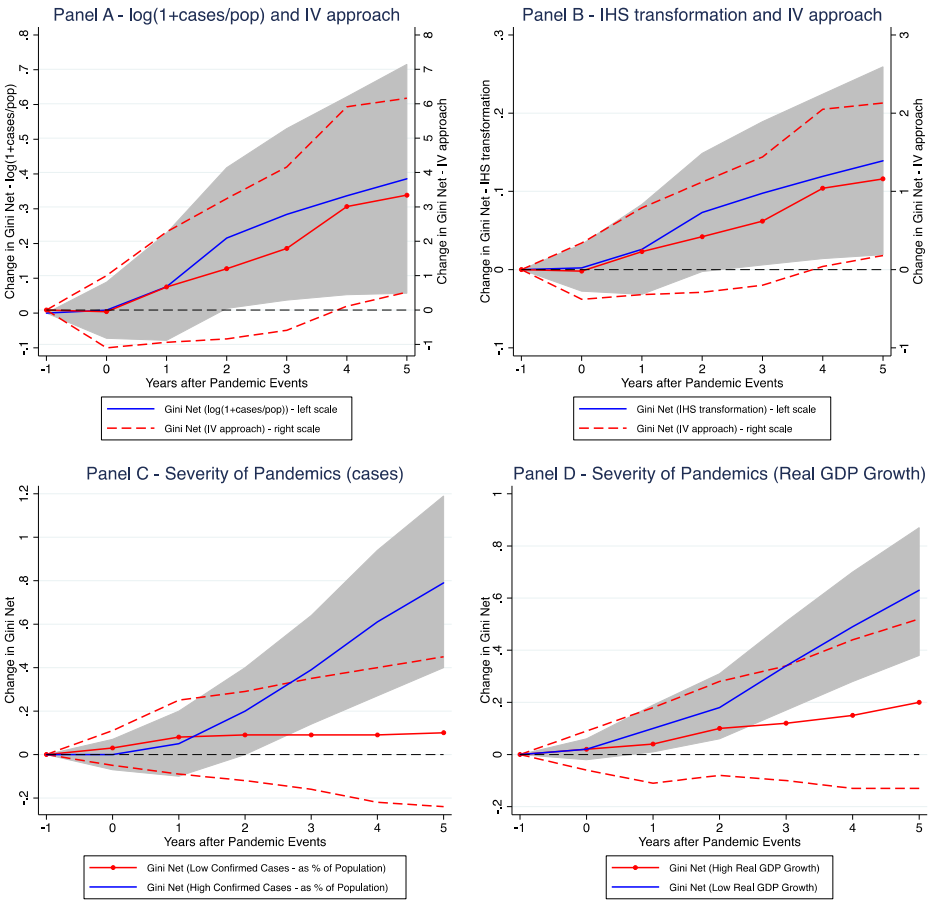 Panel A - log(1+cases/pop) and IV approach
Change in Gini Net - log(1+cases/pop)
-.1 0 .1 .2 .3 .4 .5 .6 .7 .8
-1 0 1 2 3 4 5 6 7 8
Change in Gini Net - IV approach
-1 0 1 2 3 4 5
Years after Pandemic Events
Gini Net (log(1+cases/pop)) - left scale
Gini Net (IV approach) - right scale
Panel B - IHS transformation and IV approach
Change in Gini Net - IHS transformation
-.1 0 .1 .2 .3
-1 0 1 2 3
Change in Gini Net - IV approach
-1 0 1 2 3 4 5
Years after Pandemic Events
Gini Net (IHS transformation) - left scale
Gini Net (IV approach) - right scale
Panel C - Severity of Pandemics (cases)
Change in Gini Net
-.2 0 .2 .4 .6 .8 1 1.2
-1 0 1 2 3 4 5
Years after Pandemic Events
Gini Net (Low Confirmed Cases - as % of Population)
Gini Net (High Confirmed Cases - as % of Population)
Panel D - Severity of Pandemics (Real GDP Growth)
Change in Gini Net
-.2 0 .2 .4 .6 .8 1
-1 0 1 2 3 4 5
Years after Pandemic Events
Gini Net (High Real GDP Growth)
Gini Net (Low Real GDP Growth)